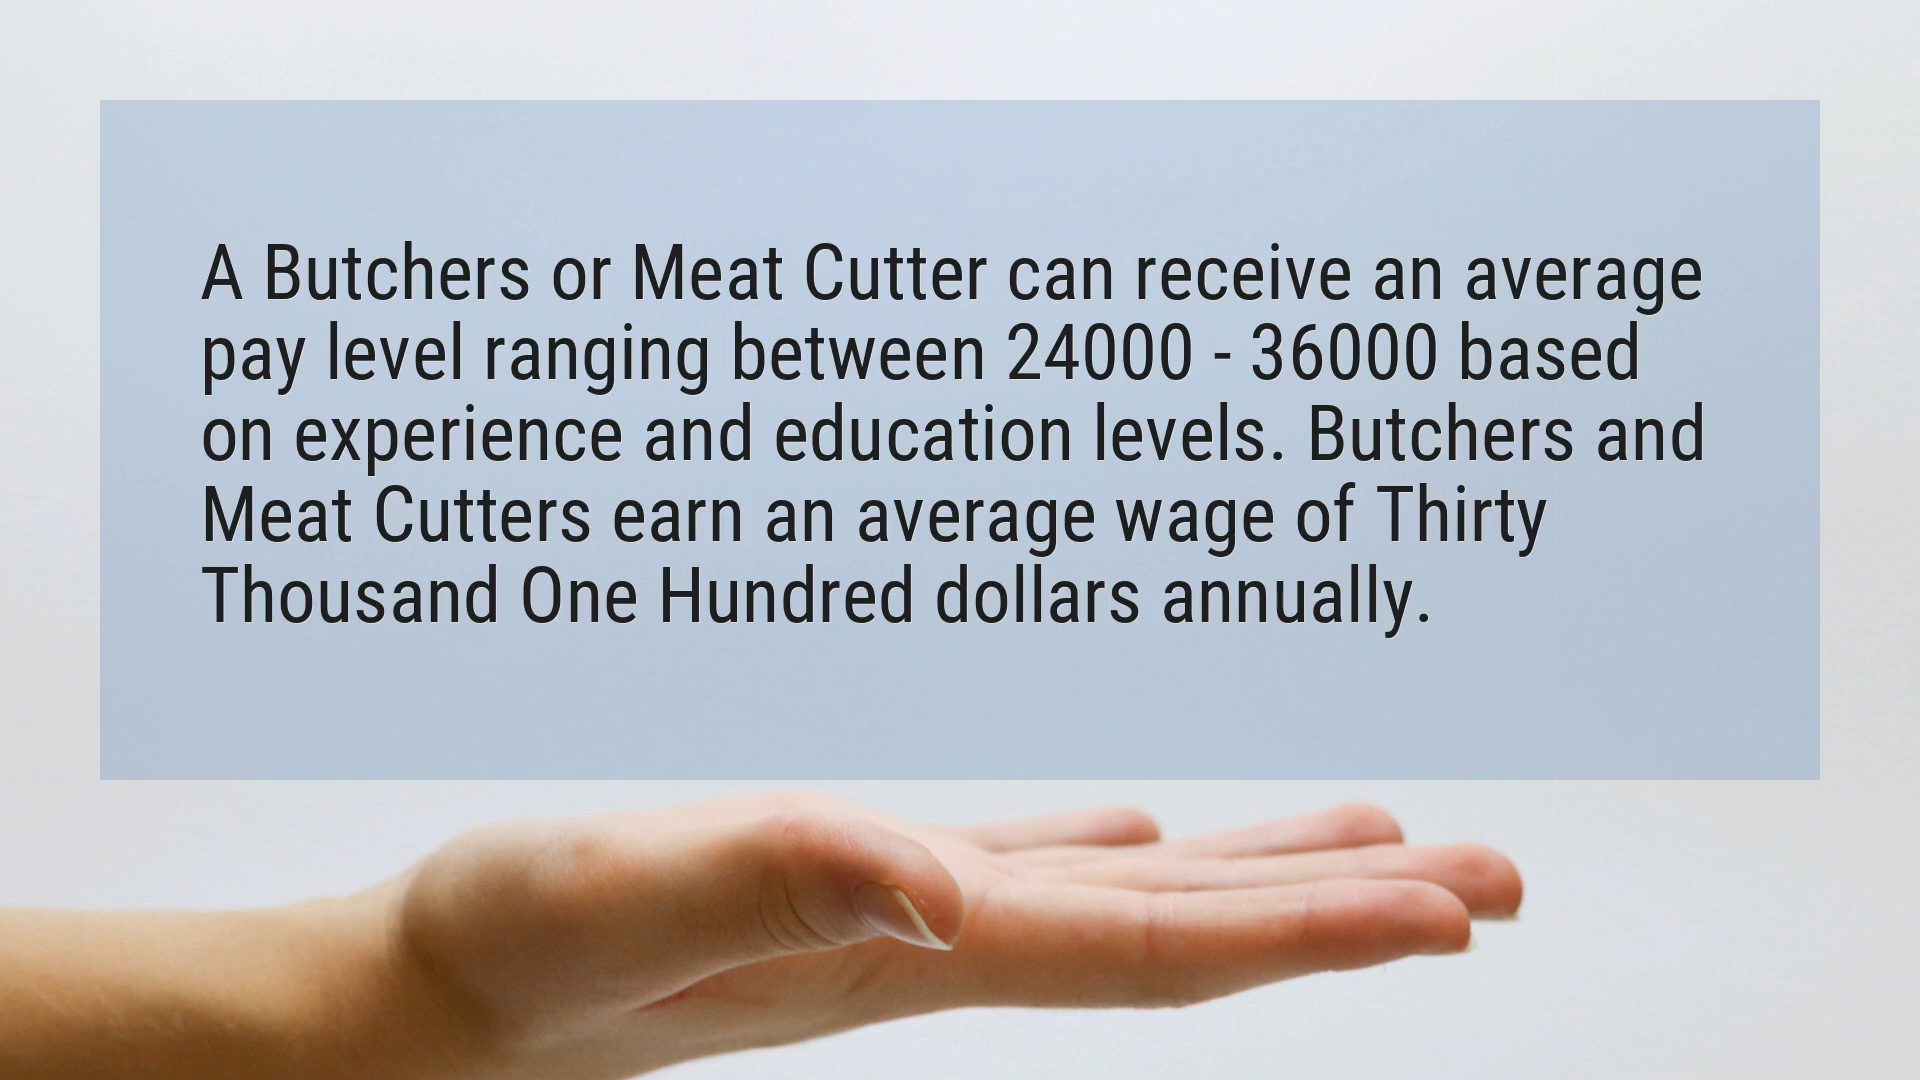 A Butchers or Meat Cutter can receive an average
pay level ranging between 24000 - 36000 based
on experience and education levels. Butchers and
Meat Cutters earn an average wage of Thirty
Thousand One Hundred dollars annually.